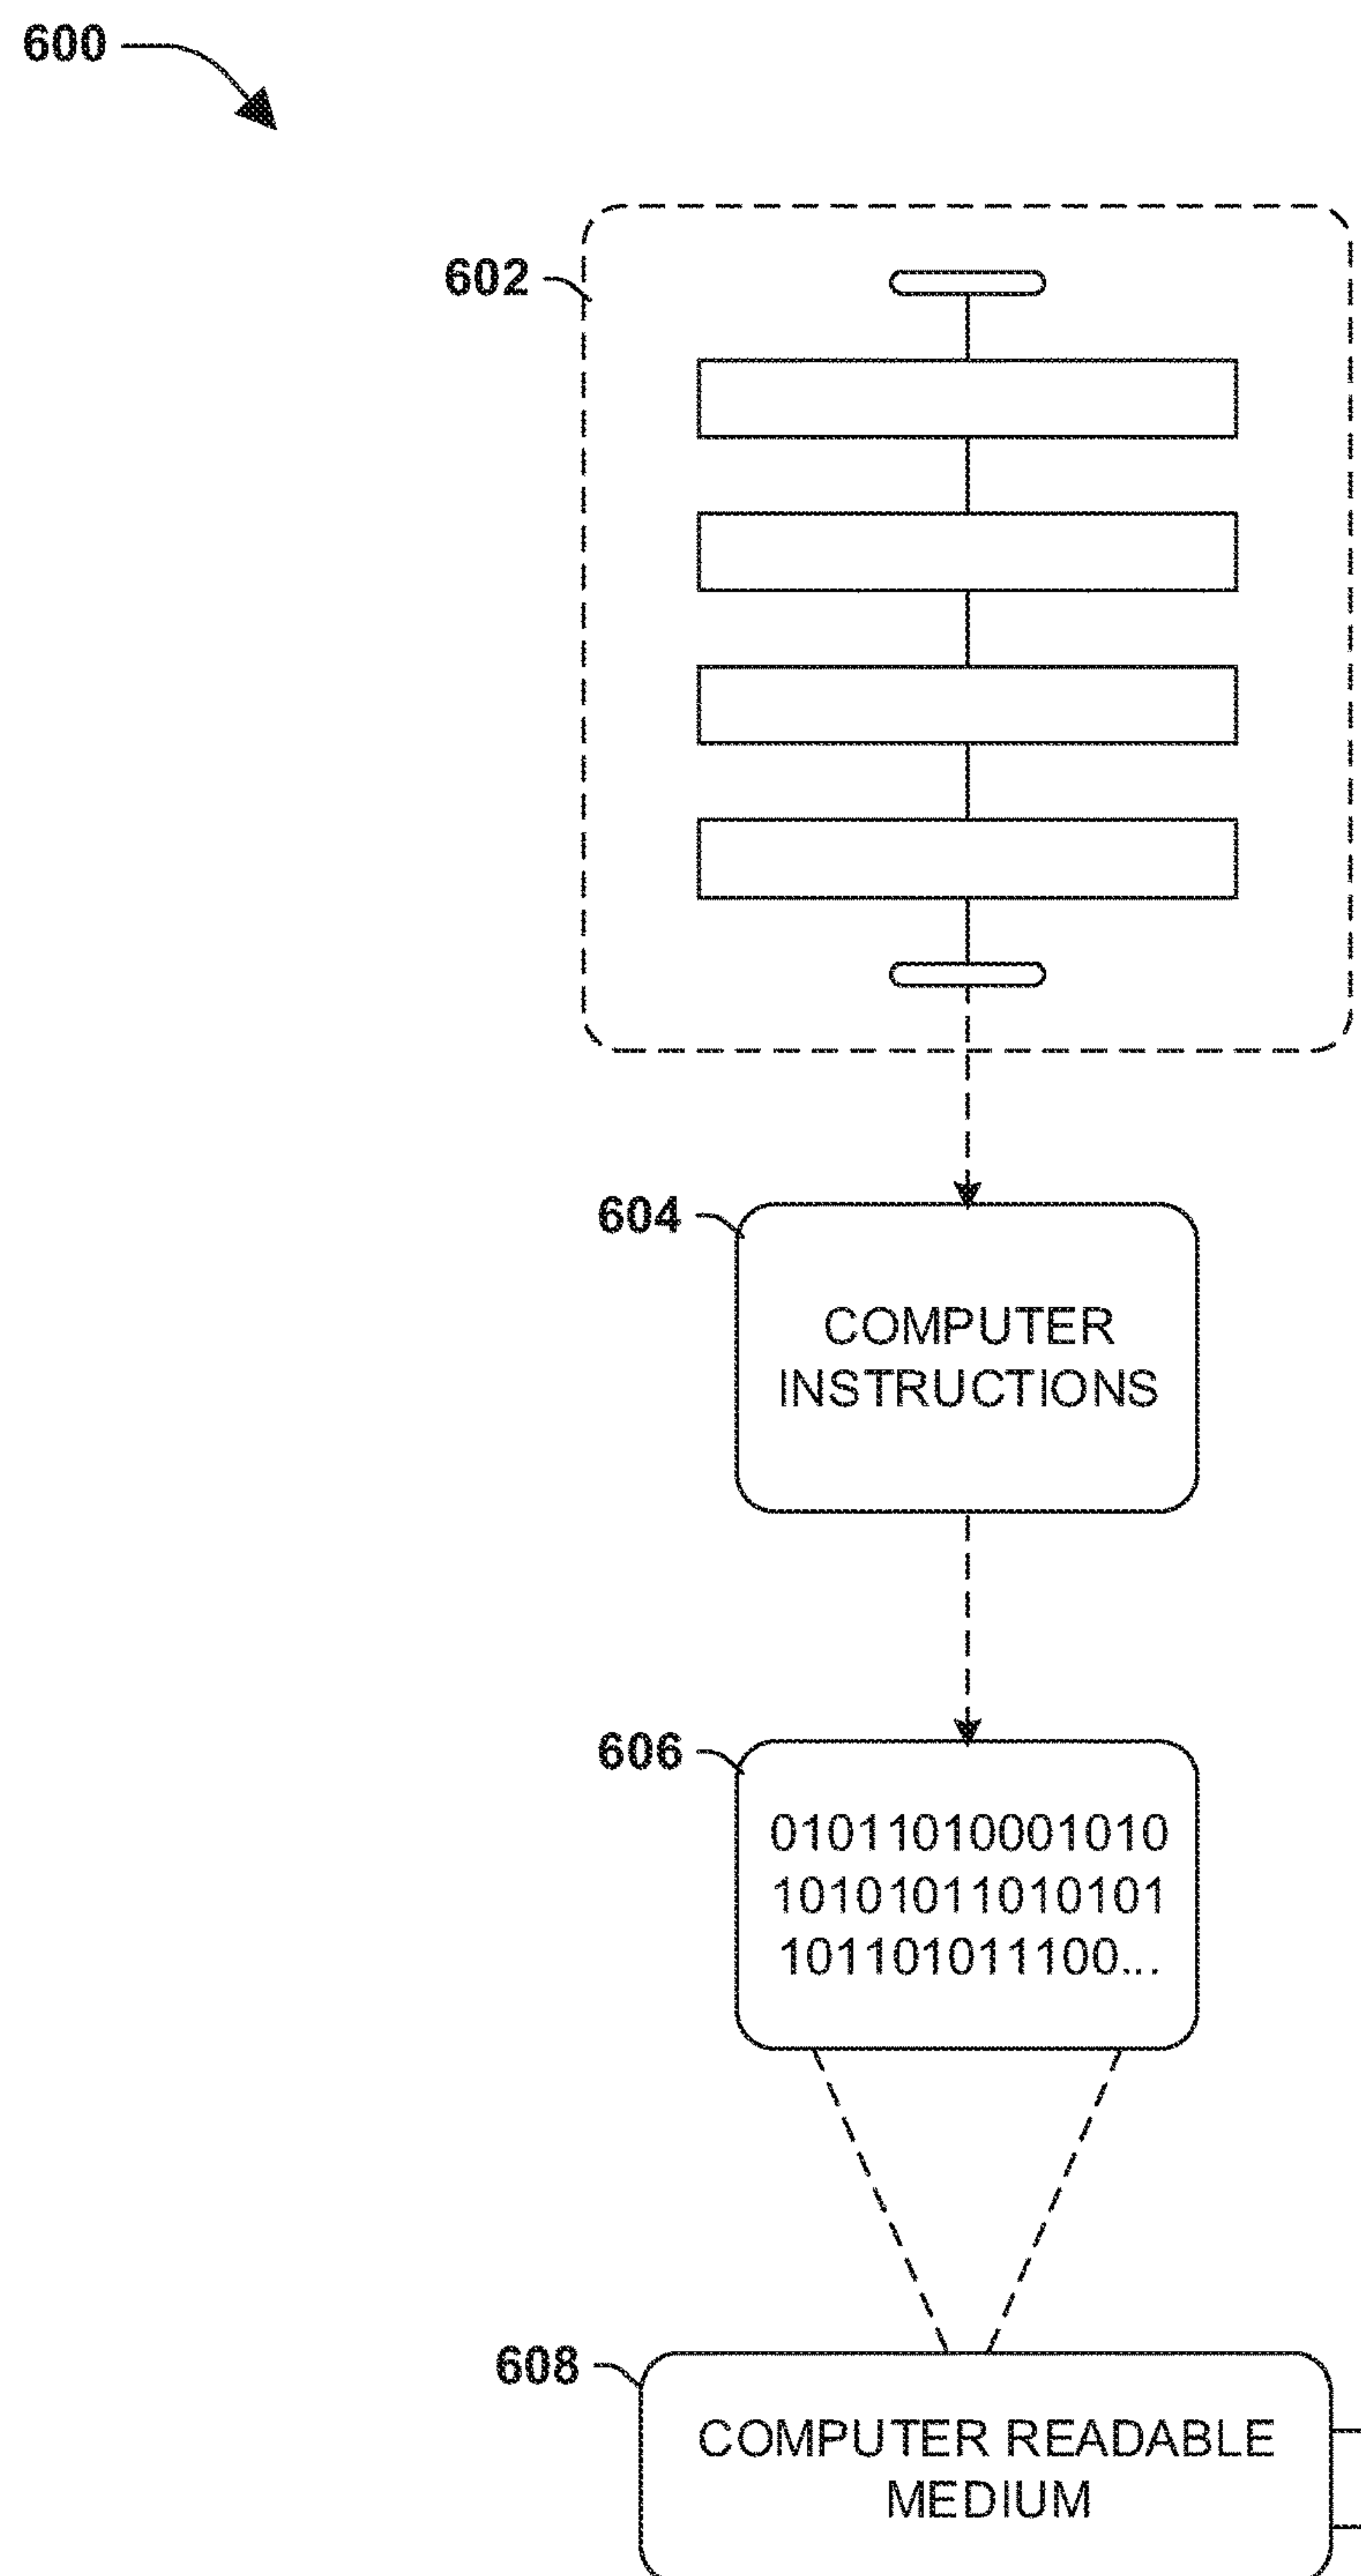 600
602
604
COMPUTER
INSTRUCTIONS
606
01011010001010
10101011010101
101101011100...
608
COMPUTER READABLE
MEDIUM